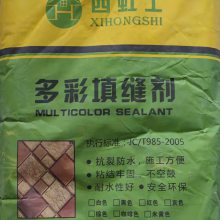 西虹士
XIHONGSHI
多彩填缝剂
MULTICOLOR SEALANT
执行标准:JC/T985-2005
●抗裂防水，施工方便
●粘结牢固、不空鼓
●耐水性好●安全环保
□白色